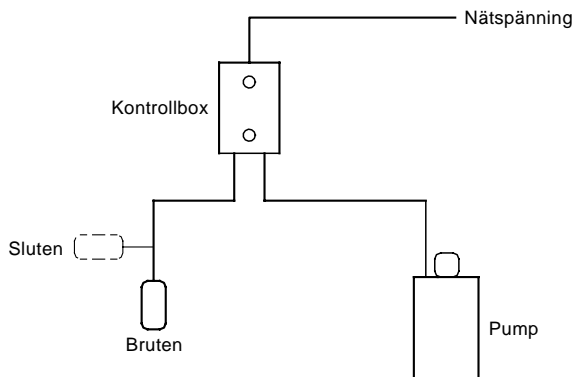 Nätspänning
Kontrollbox
Sluten
Bruten
Pump